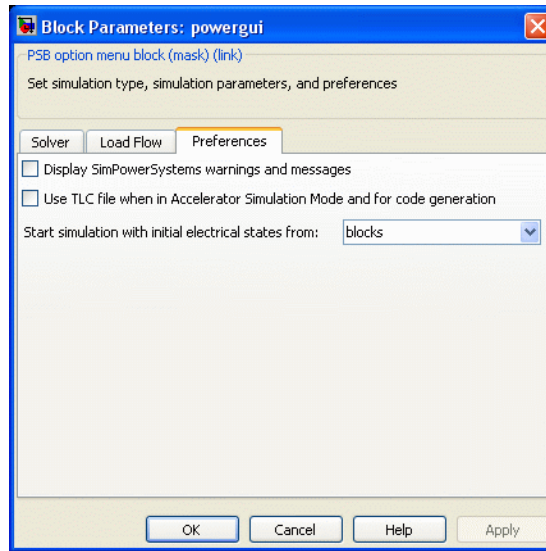 Block Parameters: powergui
PSB option menu block (mask) (link)
Set simulation type, simulation parameters, and preferences
Solver Load Flow Preferences
Display SimPowerSystems warnings and messages
Use TLC file when in Accelerator Simulation Mode and for code generation
Start simulation with initial electrical states from: blocks
OK Cancel Help Apply